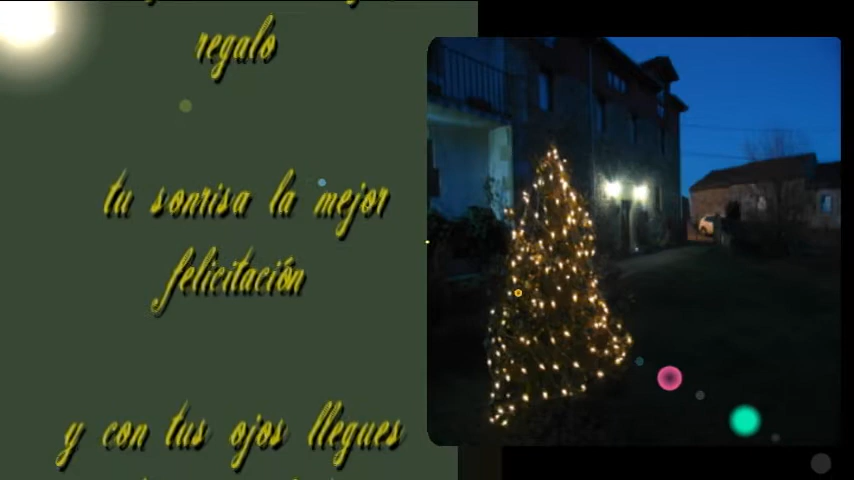 regalo
tu sonrisa la mejor
felicitación
y con tus ojos llegues